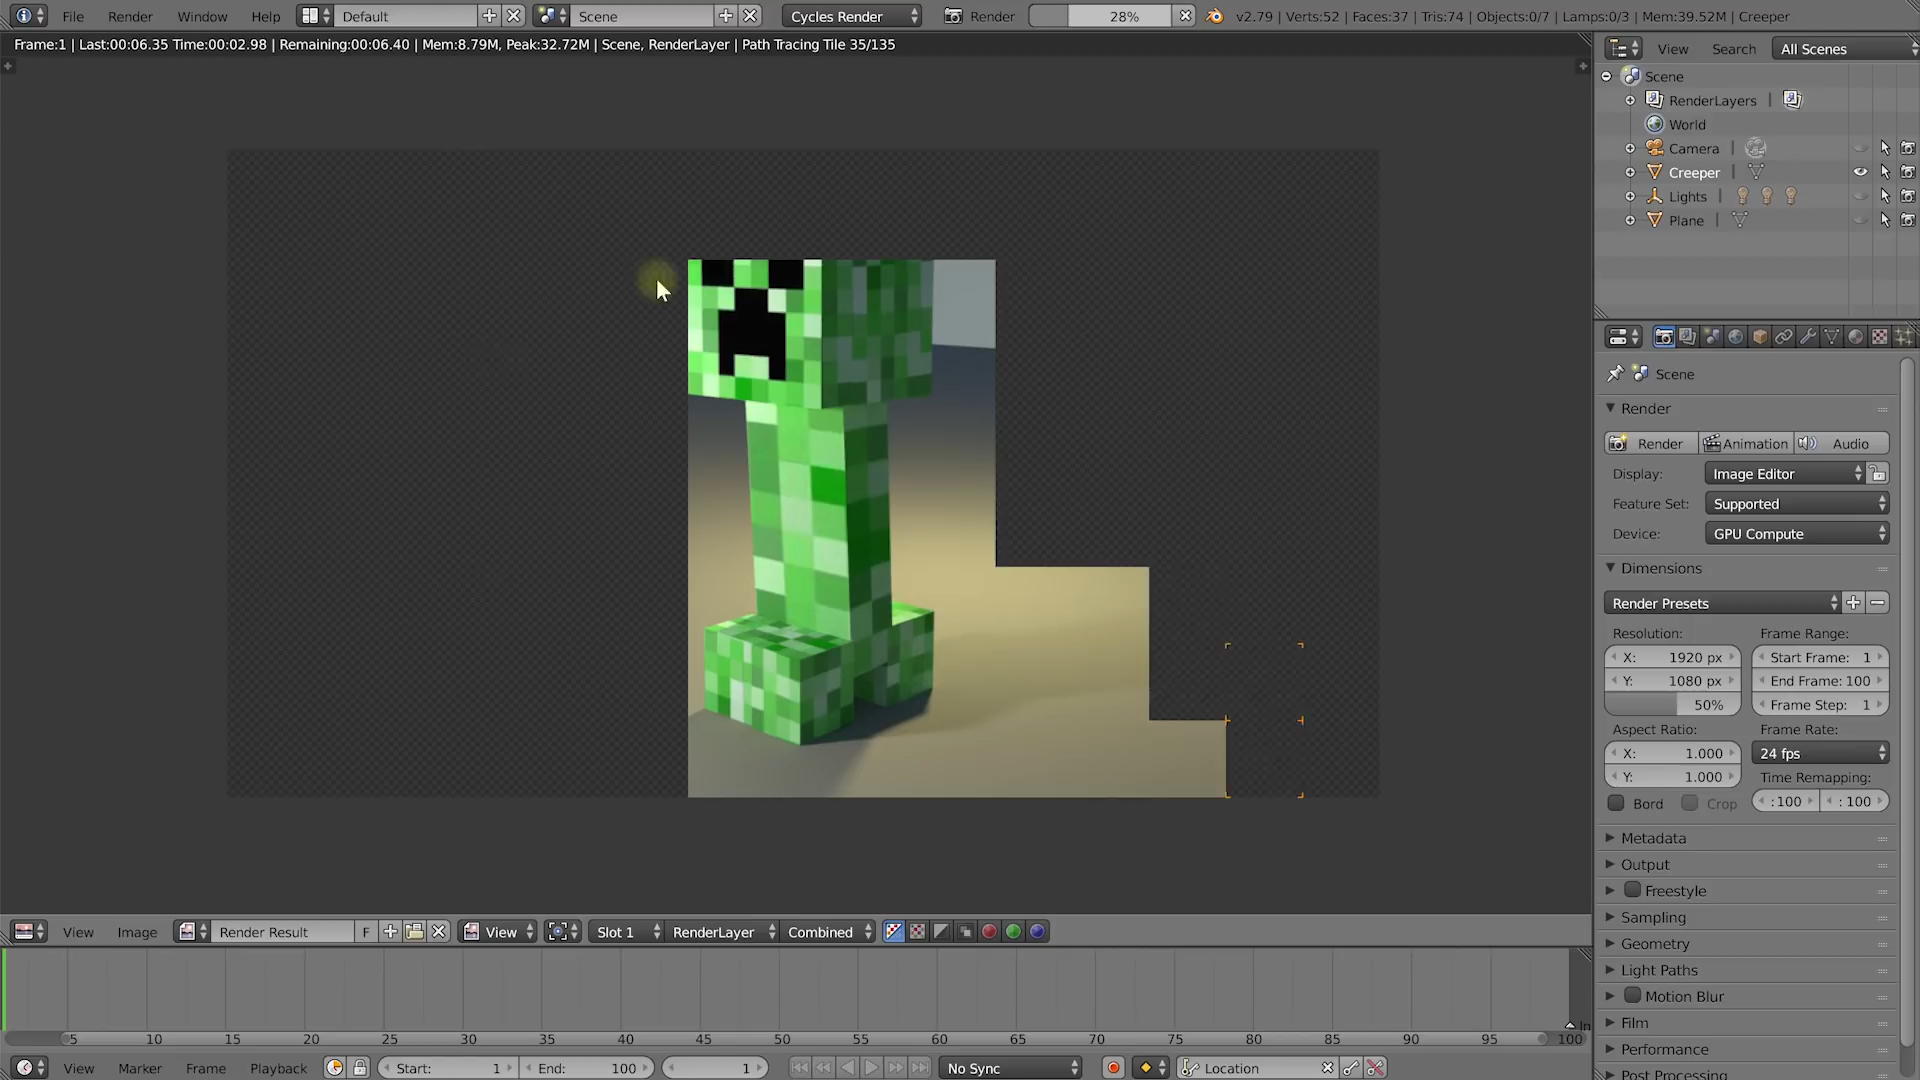 File Render Window Help Default Scene Cycles Render Render 28% v2.79 | Verts:52 | Faces:37 | Tris:74 | Objects:0/7 | Lamps:0/3 | Mem:39.52M | Creeper
Frame:1 | Last:00:06.35 Time:00:02.98 | Remaining:00:06.40 | Mem:8.79M, Peak:32.72M | Scene, RenderLayer | Path Tracing Tile 35/135
View Search All Scenes
Scene
RenderLayers
World
Camera
Creeper
Lights
Plane
Scene
Render
Render Animation Audio
Display: Image Editor
Feature Set: Supported
Device: GPU Compute
Dimensions
Render Presets
Resolution: Frame Range:
X: 1920 px Start Frame: 1
Y: 1080 px End Frame: 100
50% Frame Step: 1
Aspect Ratio: Frame Rate:
X: 1.000 24 fps
Y: 1.000 Time Remapping:
Bord Crop :100 : 100
Metadata
Output
Freestyle
Sampling
Geometry
Light Paths
Motion Blur
Film
Performance
Post Processing
View Image Render Result F View Slot 1 RenderLayer Combined
5 10 15 20 25 30 35 40 45 50 55 60 65 70 75 80 85 90 95 100
View Marker Frame Playback Start: 1 End: 100 1 No Sync Location